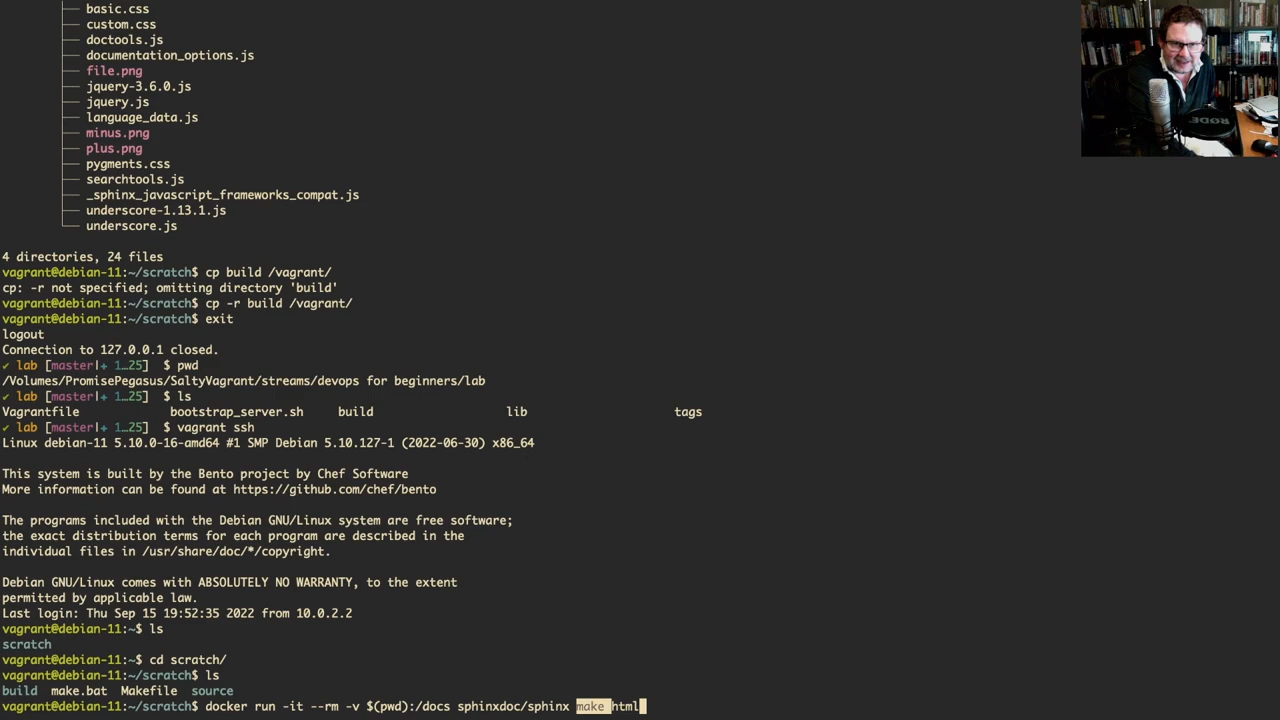 basic.css
custom.css
doctools.js
documentation_options.js
file.png
jquery-3.6.0.js
jquery.js
language_data.js
minus.png
plus.png
pygments.css
searchtools.js
_sphinx_javascript_frameworks_compat.js
underscore-1.13.1.js
underscore.js
4 directories, 24 files
vagrant@debian-11:~/scratch$ cp build /vagrant/
cp: -r not specified; omitting directory 'build'
vagrant@debian-11:~/scratch$ cp -r build /vagrant/
vagrant@debian-11:~/scratch$ exit
logout
Connection to 127.0.0.1 closed.
✔ lab [master|+ 1…25] $ pwd
/Volumes/PromisePegasus/SaltyVagrant/streams/devops for beginners/lab
✔ lab [master|+ 1…25] $ ls
Vagrantfile bootstrap_server.sh build lib tags
✔ lab [master|+ 1…25] $ vagrant ssh
Linux debian-11 5.10.0-16-amd64 #1 SMP Debian 5.10.127-1 (2022-06-30) x86_64
This system is built by the Bento project by Chef Software
More information can be found at https://github.com/chef/bento
The programs included with the Debian GNU/Linux system are free software;
the exact distribution terms for each program are described in the
individual files in /usr/share/doc/*/copyright.
Debian GNU/Linux comes with ABSOLUTELY NO WARRANTY, to the extent
permitted by applicable law.
Last login: Thu Sep 15 19:52:35 2022 from 10.0.2.2
vagrant@debian-11:~$ ls
scratch
vagrant@debian-11:~$ cd scratch/
vagrant@debian-11:~/scratch$ ls
build make.bat Makefile source
vagrant@debian-11:~/scratch$ docker run -it --rm -v $(pwd):/docs sphinxdoc/sphinx make html
RODE